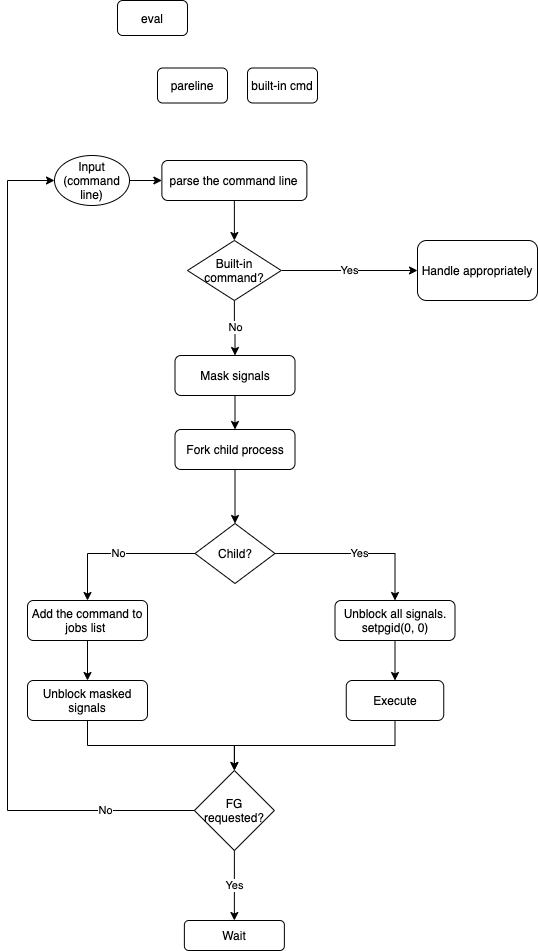 eval
pareline
built-in cmd
Input
(command
line)
parse the command line
Built-in
command?
Yes
Handle appropriately
No
Mask signals
Fork child process
Child?
No
Yes
Add the command to
jobs list
Unblock all signals.
setpgid(0, 0)
Unblock masked
signals
Execute
FG
requested?
No
Yes
Wait